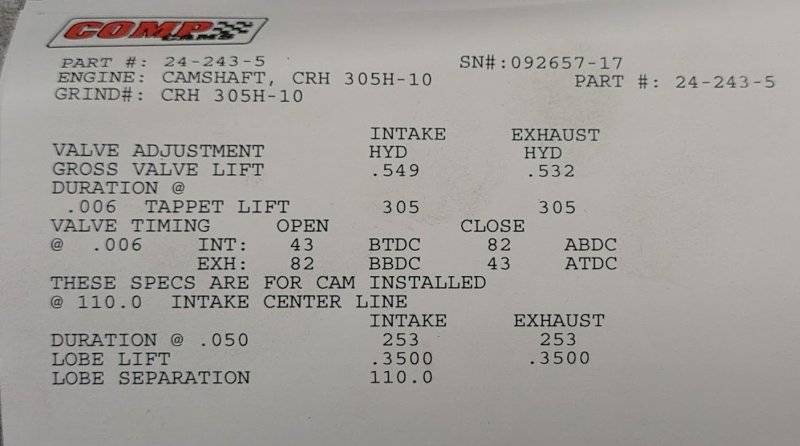 COMP
CAMS
PART #: 24-243-5 SN#:092657-17
ENGINE: CAMSHAFT, CRH 305H-10 PART #: 24-243-5
GRIND#: CRH 305H-10
INTAKE EXHAUST
VALVE ADJUSTMENT HYD HYD
GROSS VALVE LIFT .549 .532
DURATION @
.006 TAPPET LIFT 305 305
VALVE TIMING OPEN CLOSE
@ .006 INT: 43 BTDC 82 ABDC
EXH: 82 BBDC 43 ATDC
THESE SPECS ARE FOR CAM INSTALLED
@ 110.0 INTAKE CENTER LINE
INTAKE EXHAUST
DURATION @ .050 253 253
LOBE LIFT .3500 .3500
LOBE SEPARATION 110.0